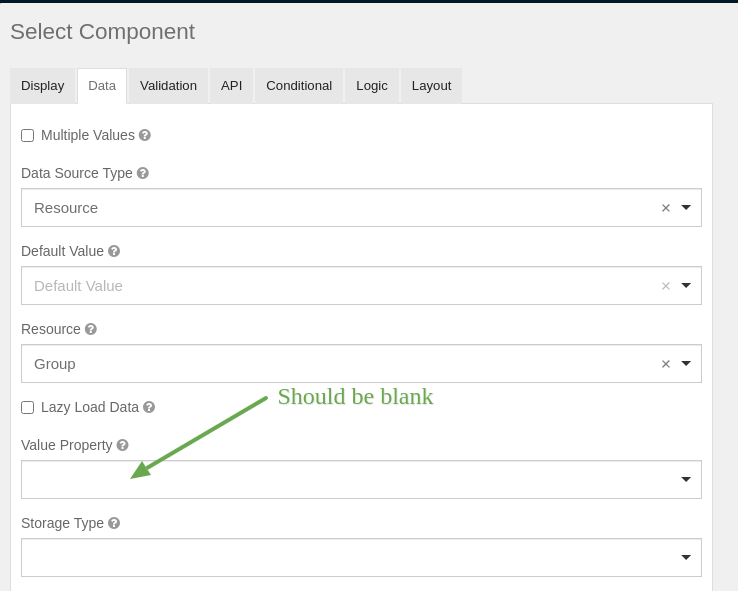 Select Component
Display Data Validation API Conditional Logic Layout
Multiple Values ?
Data Source Type ?
Resource ×
Default Value ?
Default Value ×
Resource ?
Group ×
Should be blank
Lazy Load Data ?
Value Property ?
Storage Type ?